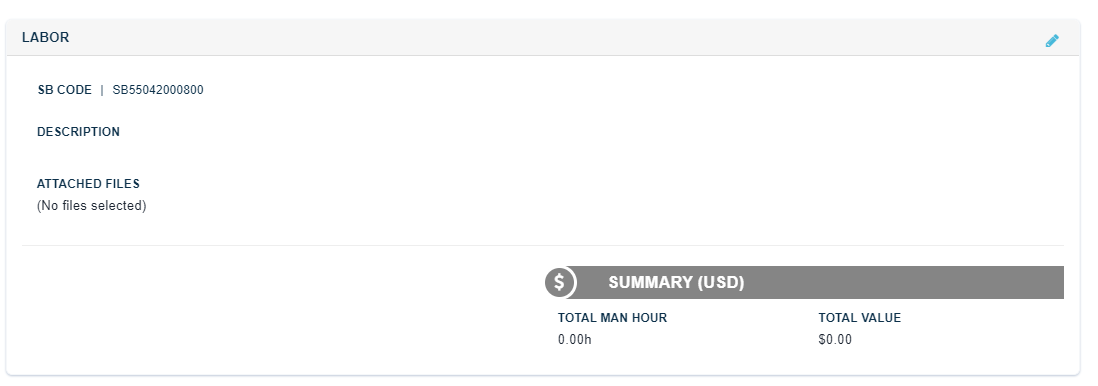 LABOR
SB CODE | SB55042000800
DESCRIPTION
ATTACHED FILES
(No files selected)
$ SUMMARY (USD)
TOTAL MAN HOUR TOTAL VALUE
0.00h $0.00